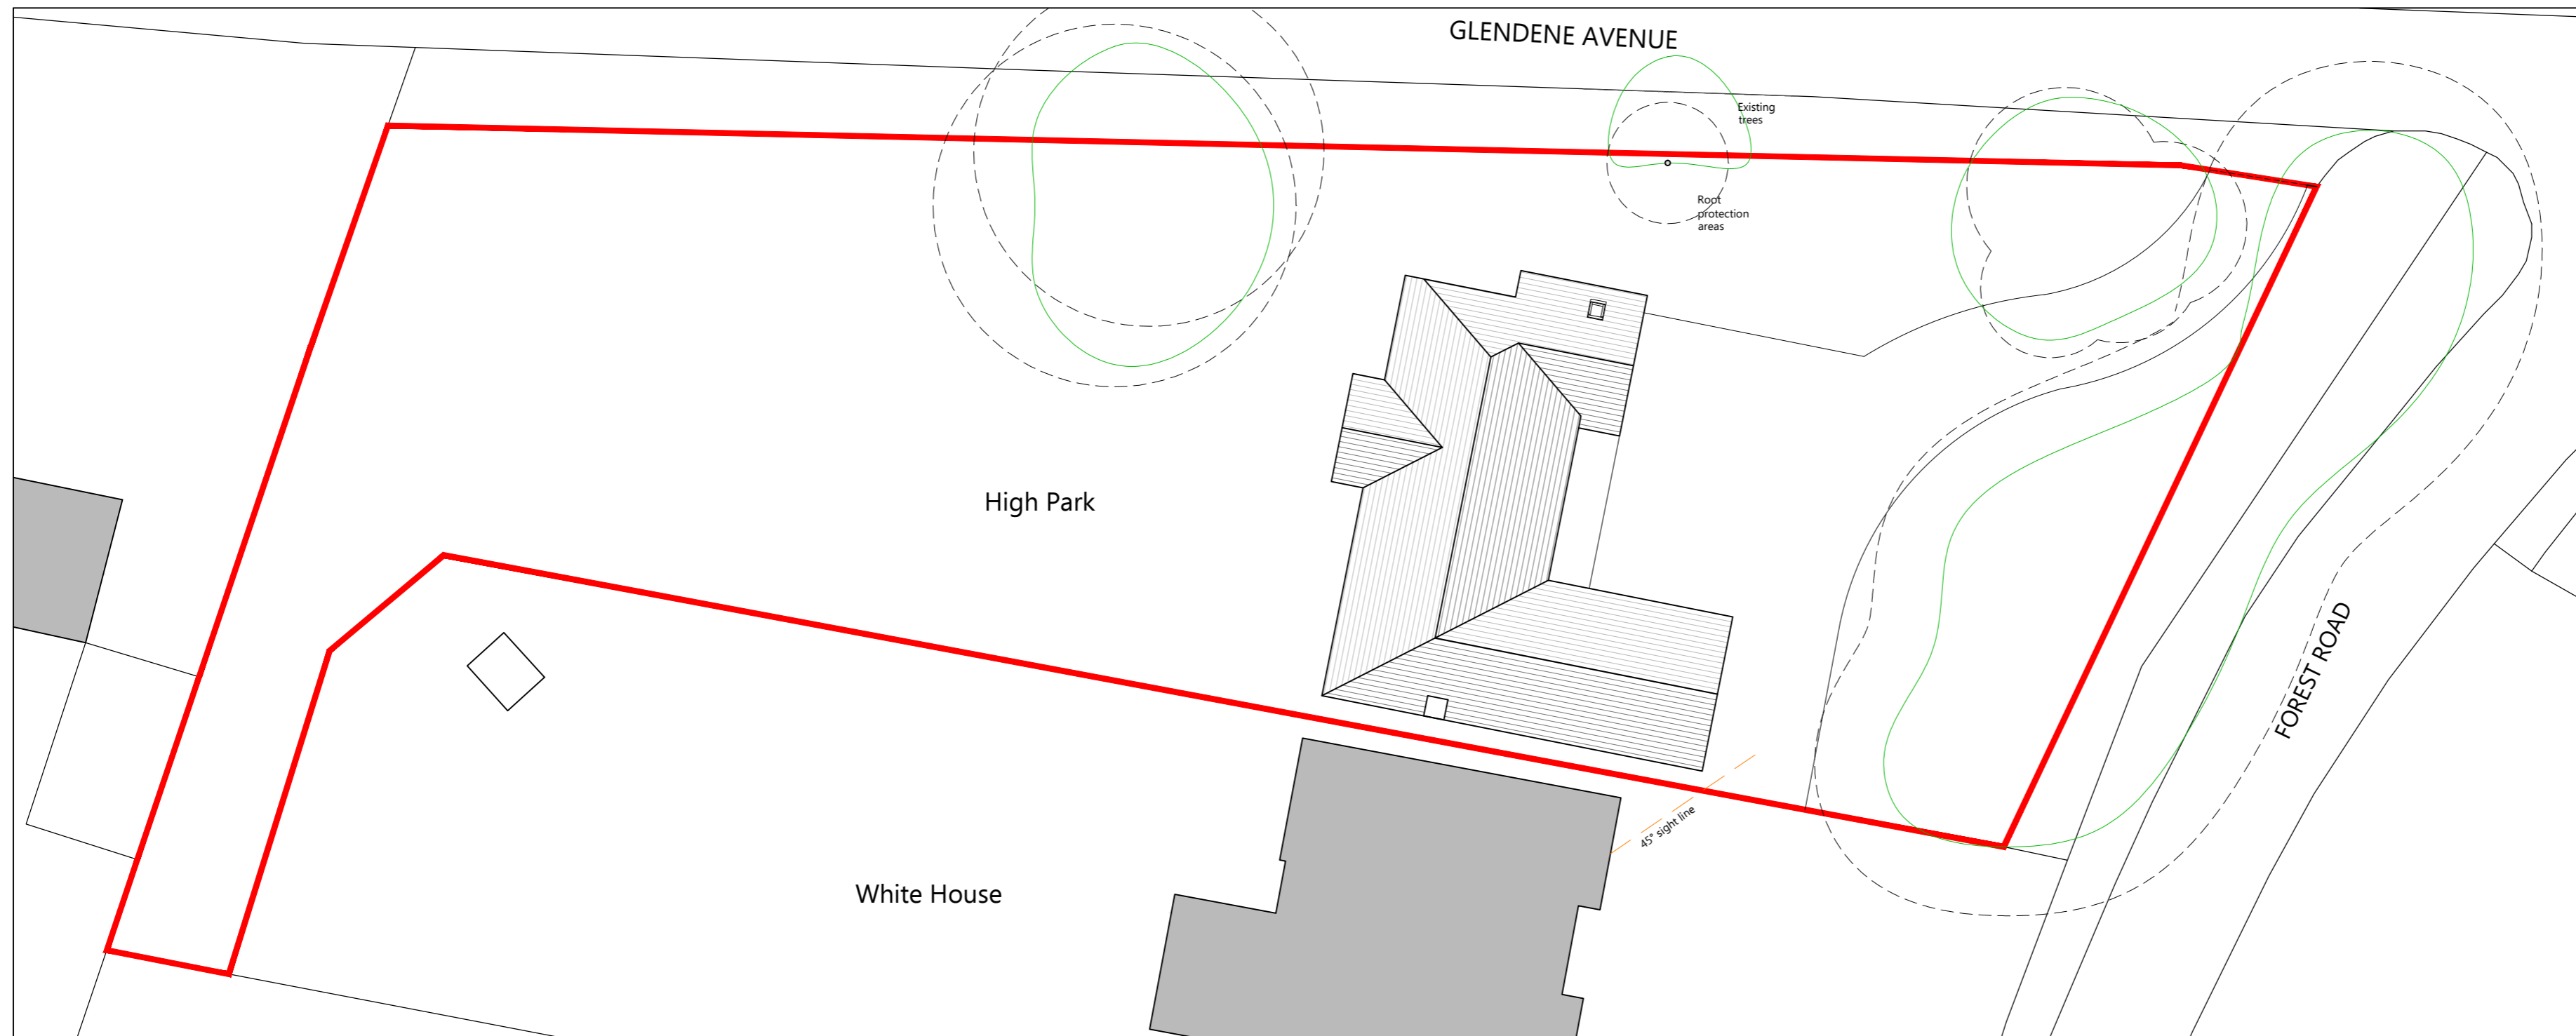 GLENDENE AVENUE
Existing
trees
Root
protection
areas
High Park
FOREST ROAD
45° sight line
White House